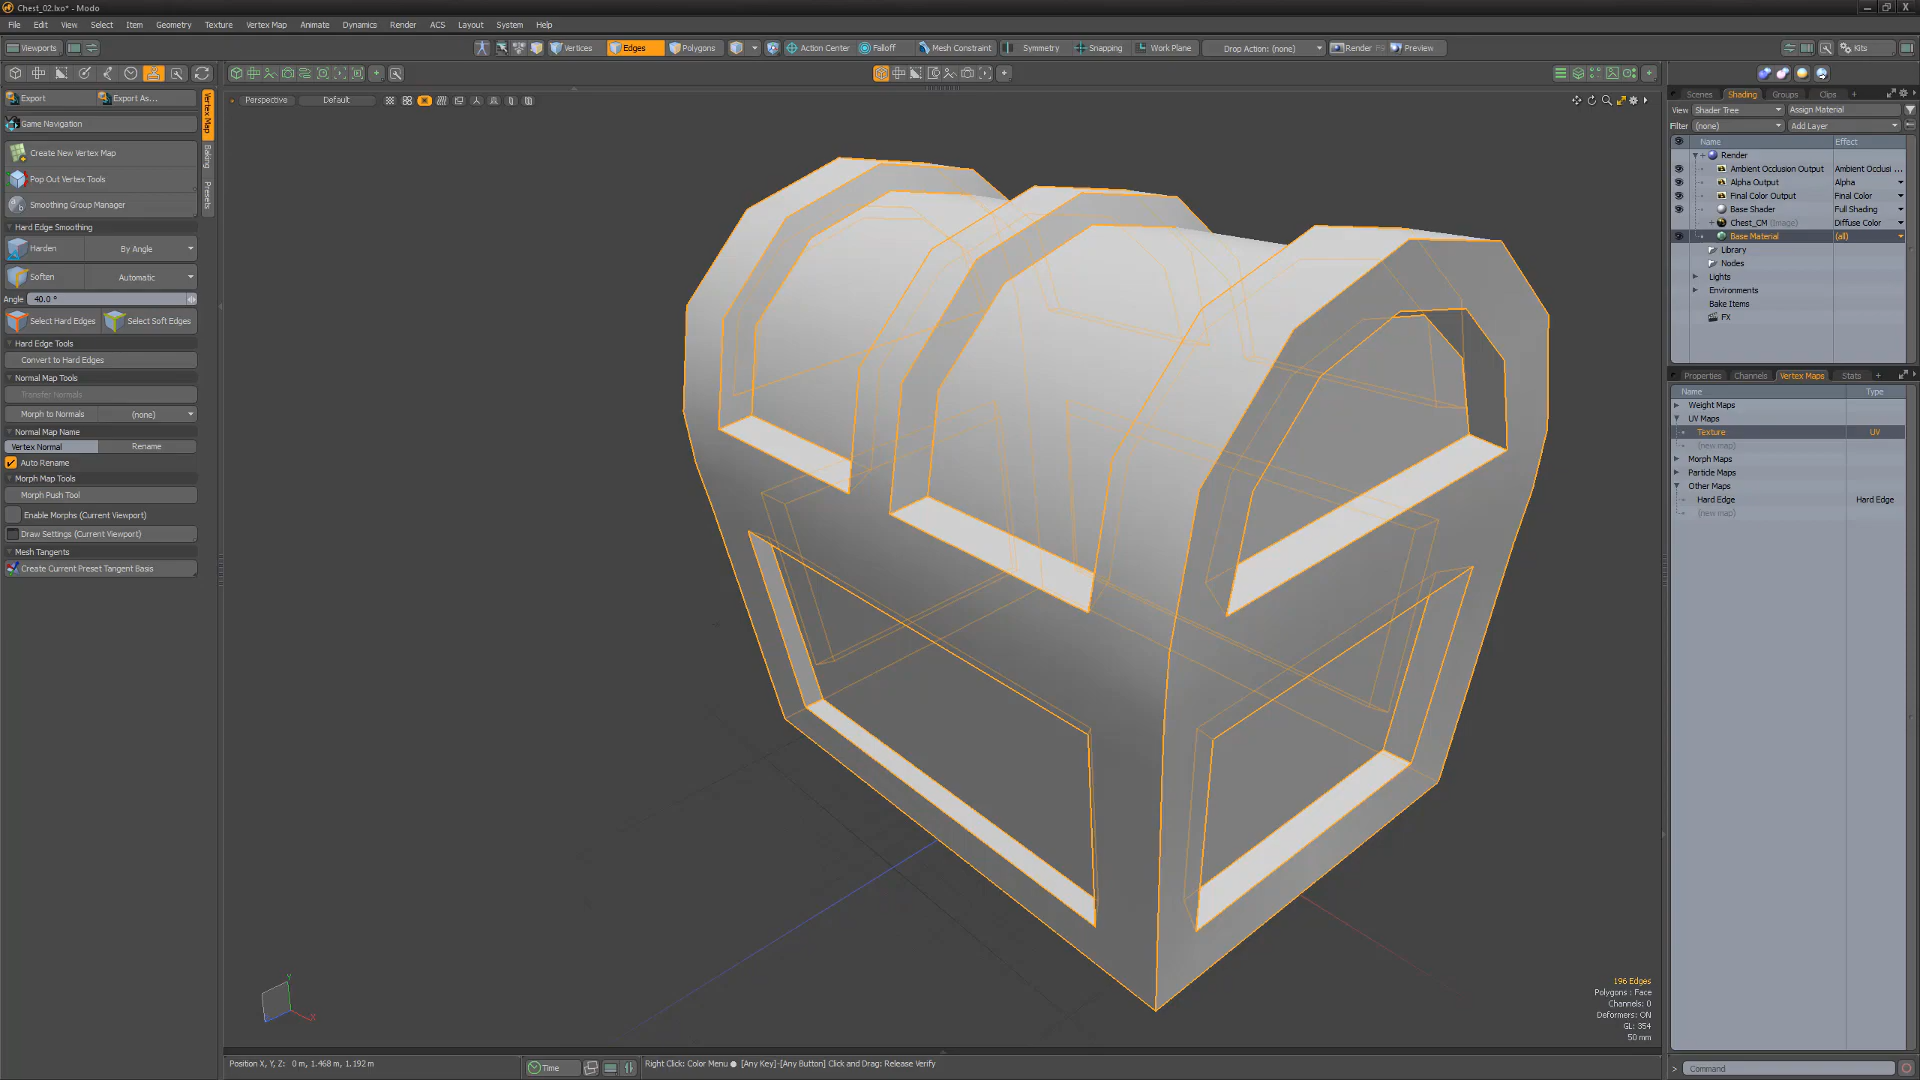 Chest_02.lxo* - Modo
File Edit View Select Item Geometry Texture Vertex Map Animate Dynamics Render ACS Layout System Help
Viewports Vertices Edges Polygons Action Center Falloff Mesh Constraint Symmetry Snapping Work Plane Drop Action: (none) Render F9 Preview Kits
Export Export As...
Game Navigation
Create New Vertex Map
Pop Out Vertex Tools
Smoothing Group Manager
Hard Edge Smoothing
Harden By Angle
Soften Automatic
Angle 40.0 °
Select Hard Edges Select Soft Edges
Hard Edge Tools
Convert to Hard Edges
Normal Map Tools
Transfer Normals
Morph to Normals (none)
Normal Map Name
Vertex Normal Rename
Auto Rename
Morph Map Tools
Morph Push Tool
Enable Morphs (Current Viewport)
Draw Settings (Current Viewport)
Mesh Tangents
Create Current Preset Tangent Basis
Vertex Map
Baking
Presets
Perspective Default
196 Edges
Polygons : Face
Channels: 0
Deformers: ON
GL: 354
50 mm
Y
X
Scenes Shading Groups Clips +
View Shader Tree Assign Material
Filter (none) Add Layer
Name Effect
Render
Ambient Occlusion Output Ambient Occlusi ...
Alpha Output Alpha
Final Color Output Final Color
Base Shader Full Shading
Chest_CM (Image) Diffuse Color
Base Material (all)
Library
Nodes
Lights
Environments
Bake Items
FX
Properties Channels Vertex Maps Stats +
Name Type
Weight Maps
UV Maps
Texture UV
(new map)
Morph Maps
Particle Maps
Other Maps
Hard Edge Hard Edge
(new map)
Position X, Y, Z: 0 m, 1.468 m, 1.192 m Time Right Click: Color Menu ● [Any Key]-[Any Button] Click and Drag: Release Verify
> Command